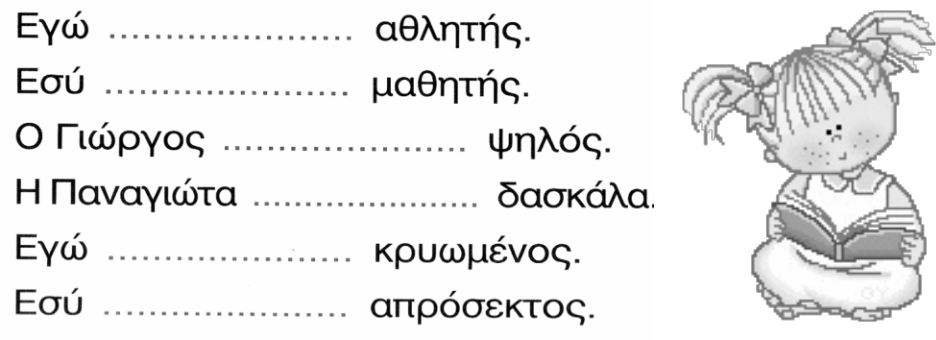 Εγώ ........................ αθλητής.
Εσύ ........................ μαθητής.
Ο Γιώργος ........................ ψηλός.
Η Παναγιώτα ...................... δασκάλα.
Εγώ ........................ κρυωμένος.
Εσύ ........................ απρόσεκτος.